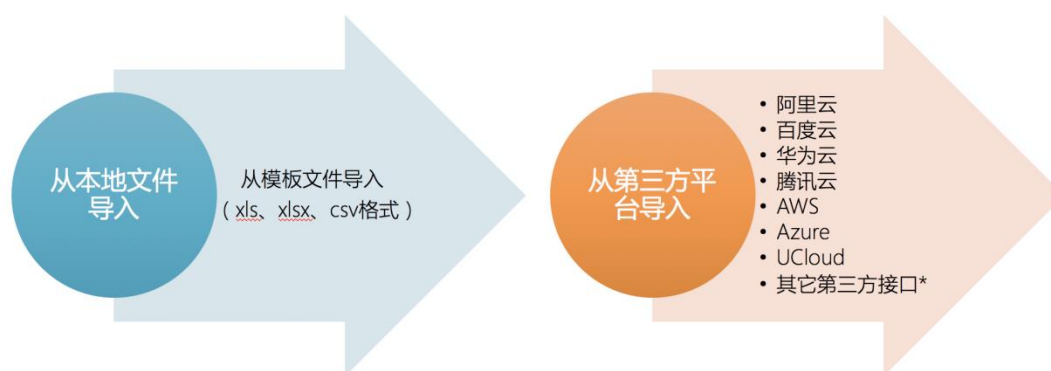 从本地文件
导入
从模板文件导入
（xls、xlsx、csv格式）
从第三方平
台导入
• 阿里云
• 百度云
• 华为云
• 腾讯云
• AWS
• Azure
• UCloud
• 其它第三方接口*